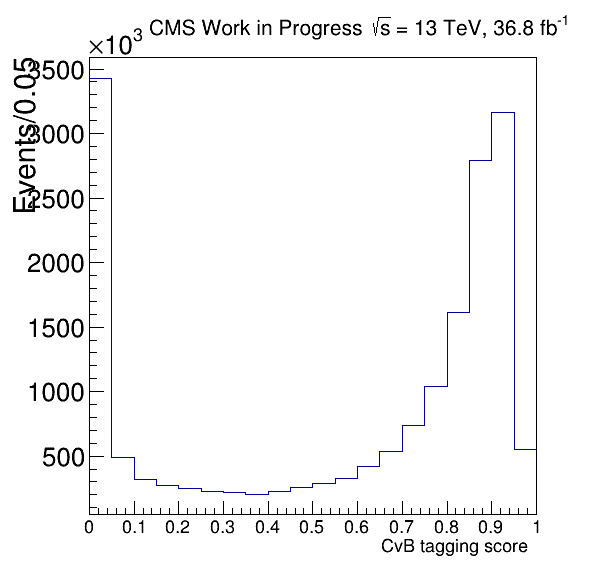 ×10³ CMS Work in Progress √s = 13 TeV, 36.8 fb⁻¹
Events/0.05
3500
3000
2500
2000
1500
1000
500
0 0.1 0.2 0.3 0.4 0.5 0.6 0.7 0.8 0.9 1
CvB tagging score